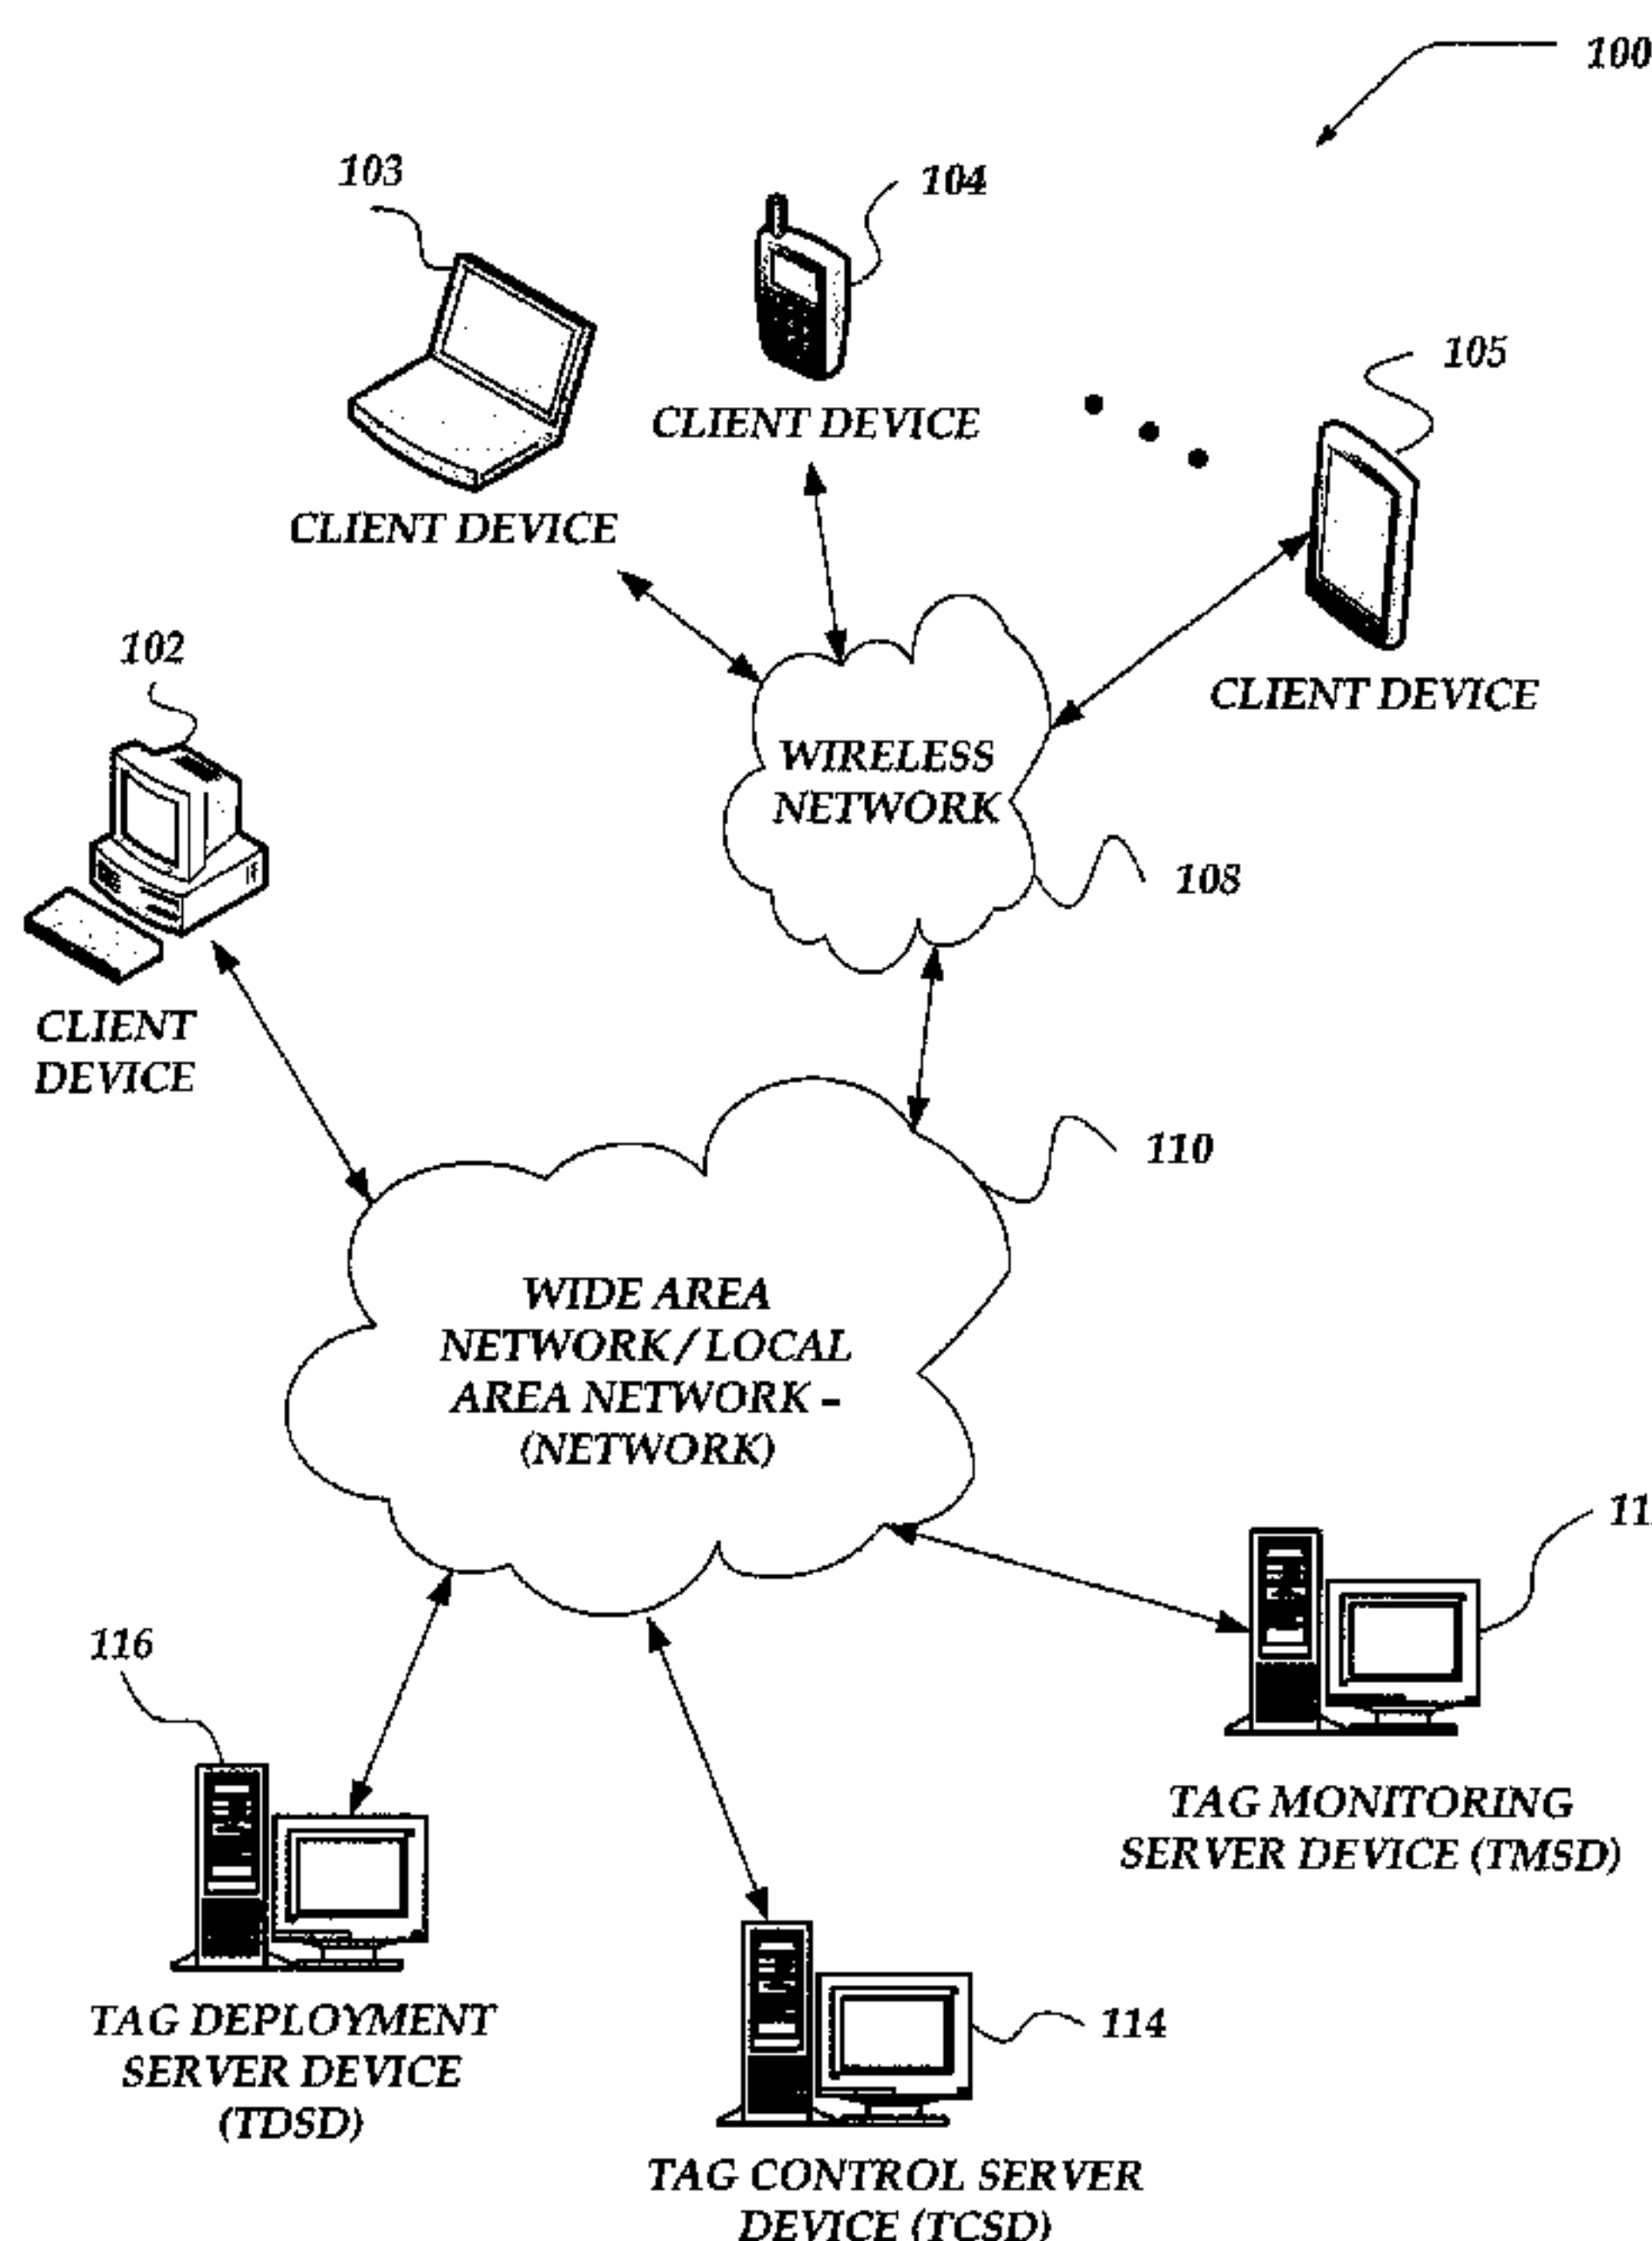 100
103
104
105
CLIENT DEVICE
CLIENT DEVICE
102
CLIENT DEVICE
WIRELESS
NETWORK
108
CLIENT
DEVICE
110
WIDE AREA
NETWORK / LOCAL
AREA NETWORK –
(NETWORK)
116
TAG MONITORING
SERVER DEVICE (TMSD)
TAG DEPLOYMENT
SERVER DEVICE
(TDSD)
114
TAG CONTROL SERVER
DEVICE (TCSD)